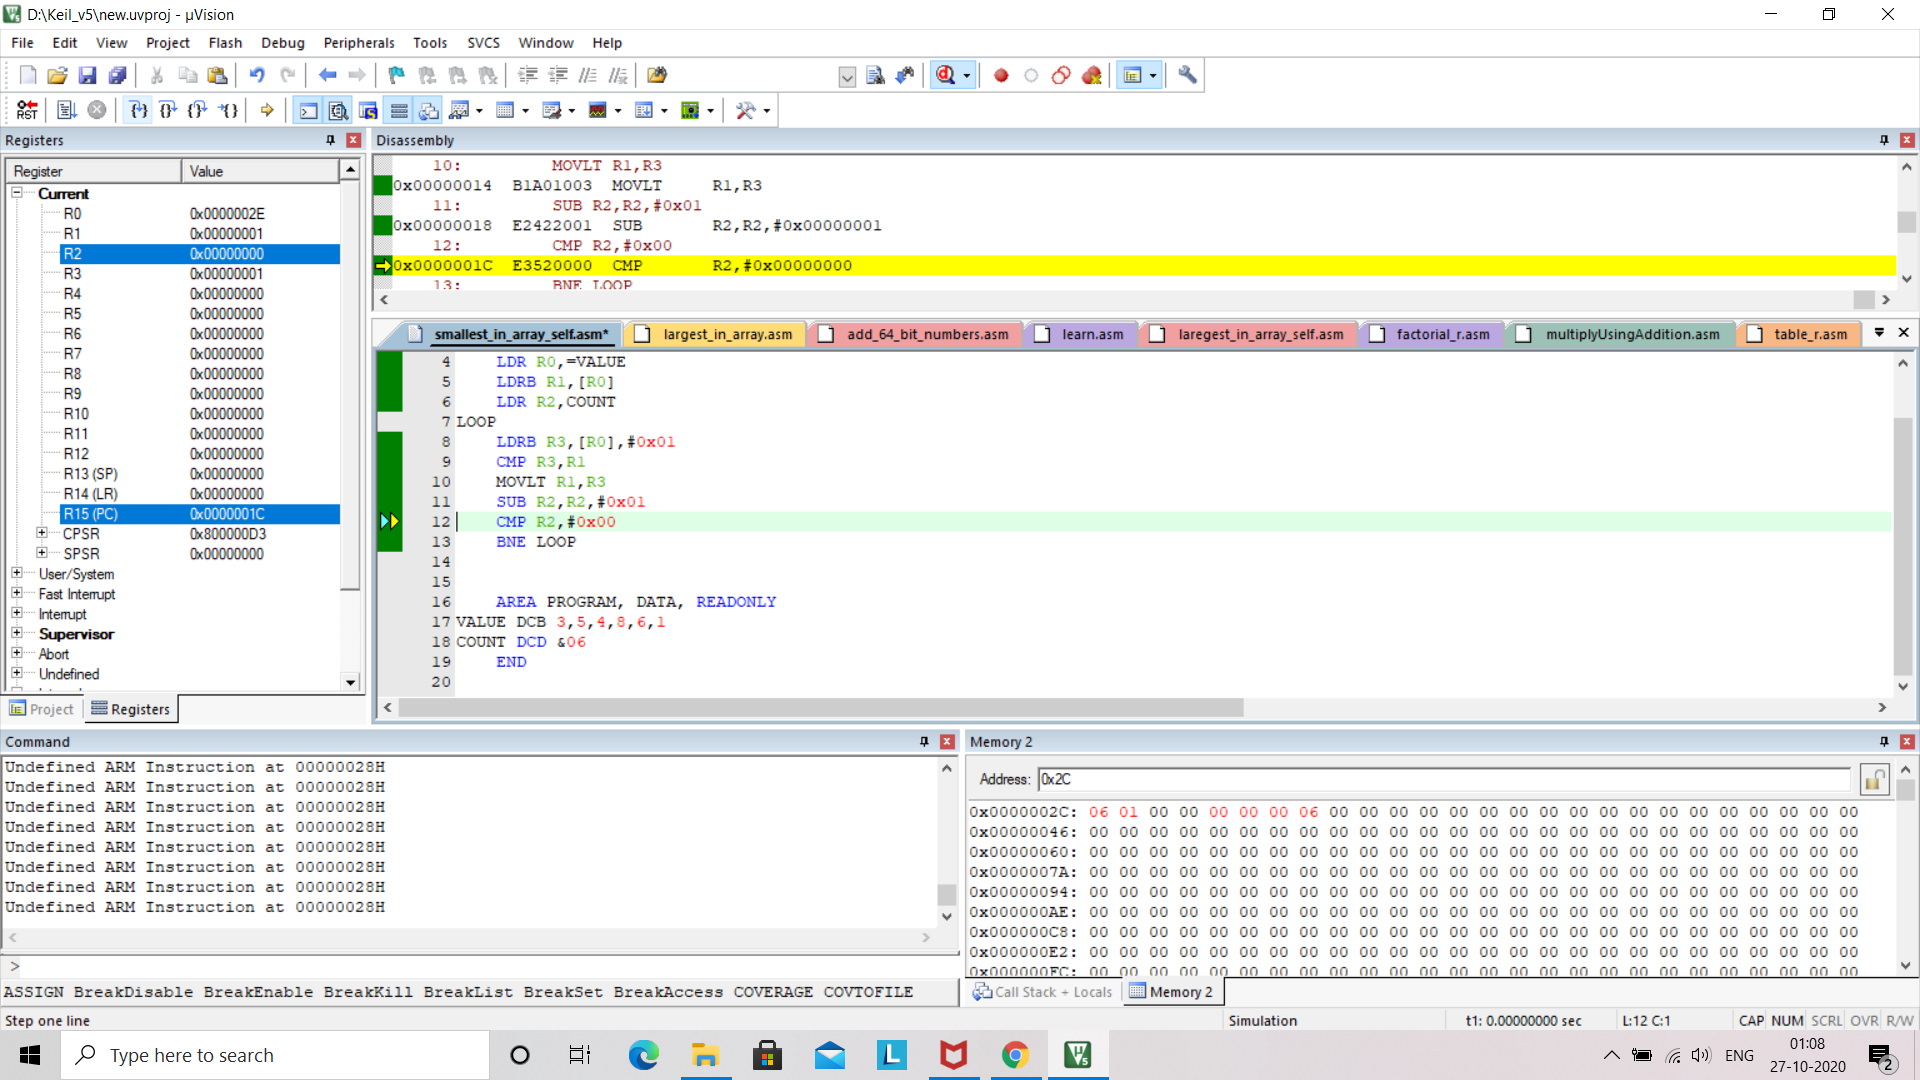 D:\Keil_v5\new.uvproj - µVision
File Edit View Project Flash Debug Peripherals Tools SVCS Window Help
Registers
Register Value
Current
R0 0x0000002E
R1 0x00000001
R2 0x00000000
R3 0x00000001
R4 0x00000000
R5 0x00000000
R6 0x00000000
R7 0x00000000
R8 0x00000000
R9 0x00000000
R10 0x00000000
R11 0x00000000
R12 0x00000000
R13 (SP) 0x00000000
R14 (LR) 0x00000000
R15 (PC) 0x0000001C
CPSR 0x800000D3
SPSR 0x00000000
User/System
Fast Interrupt
Interrupt
Supervisor
Abort
Undefined
Project Registers
Disassembly
10: MOVLT R1,R3
0x00000014 B1A01003 MOVLT R1,R3
11: SUB R2,R2,#0x01
0x00000018 E2422001 SUB R2,R2,#0x00000001
12: CMP R2,#0x00
0x0000001C E3520000 CMP R2,#0x00000000
13: BNE LOOP
smallest_in_array_self.asm* largest_in_array.asm add_64_bit_numbers.asm learn.asm laregest_in_array_self.asm factorial_r.asm multiplyUsingAddition.asm table_r.asm
4 LDR R0,=VALUE
5 LDRB R1,[R0]
6 LDR R2,COUNT
7 LOOP
8 LDRB R3,[R0],#0x01
9 CMP R3,R1
10 MOVLT R1,R3
11 SUB R2,R2,#0x01
12 CMP R2,#0x00
13 BNE LOOP
14
15
16 AREA PROGRAM, DATA, READONLY
17 VALUE DCB 3,5,4,8,6,1
18 COUNT DCD &06
19 END
20
Command
Undefined ARM Instruction at 00000028H
Undefined ARM Instruction at 00000028H
Undefined ARM Instruction at 00000028H
Undefined ARM Instruction at 00000028H
Undefined ARM Instruction at 00000028H
Undefined ARM Instruction at 00000028H
Undefined ARM Instruction at 00000028H
Undefined ARM Instruction at 00000028H
>
ASSIGN BreakDisable BreakEnable BreakKill BreakList BreakSet BreakAccess COVERAGE COVTOFILE
Memory 2
Address: 0x2C
0x0000002C: 06 01 00 00 00 00 00 06 00 00 00 00 00 00 00 00 00 00 00 00 00 00 00 00 00 00
0x00000046: 00 00 00 00 00 00 00 00 00 00 00 00 00 00 00 00 00 00 00 00 00 00 00 00 00 00
0x00000060: 00 00 00 00 00 00 00 00 00 00 00 00 00 00 00 00 00 00 00 00 00 00 00 00 00 00
0x0000007A: 00 00 00 00 00 00 00 00 00 00 00 00 00 00 00 00 00 00 00 00 00 00 00 00 00 00
0x00000094: 00 00 00 00 00 00 00 00 00 00 00 00 00 00 00 00 00 00 00 00 00 00 00 00 00 00
0x000000AE: 00 00 00 00 00 00 00 00 00 00 00 00 00 00 00 00 00 00 00 00 00 00 00 00 00 00
0x000000C8: 00 00 00 00 00 00 00 00 00 00 00 00 00 00 00 00 00 00 00 00 00 00 00 00 00 00
0x000000E2: 00 00 00 00 00 00 00 00 00 00 00 00 00 00 00 00 00 00 00 00 00 00 00 00 00 00
0x000000FC: 00 00 00 00 00 00 00 00 00 00 00 00 00 00 00 00 00 00 00 00 00 00 00 00 00 00
Call Stack + Locals Memory 2
Step one line Simulation t1: 0.00000000 sec L:12 C:1 CAP NUM SCRL OVR R/W
Type here to search
ENG
01:08
27-10-2020
2